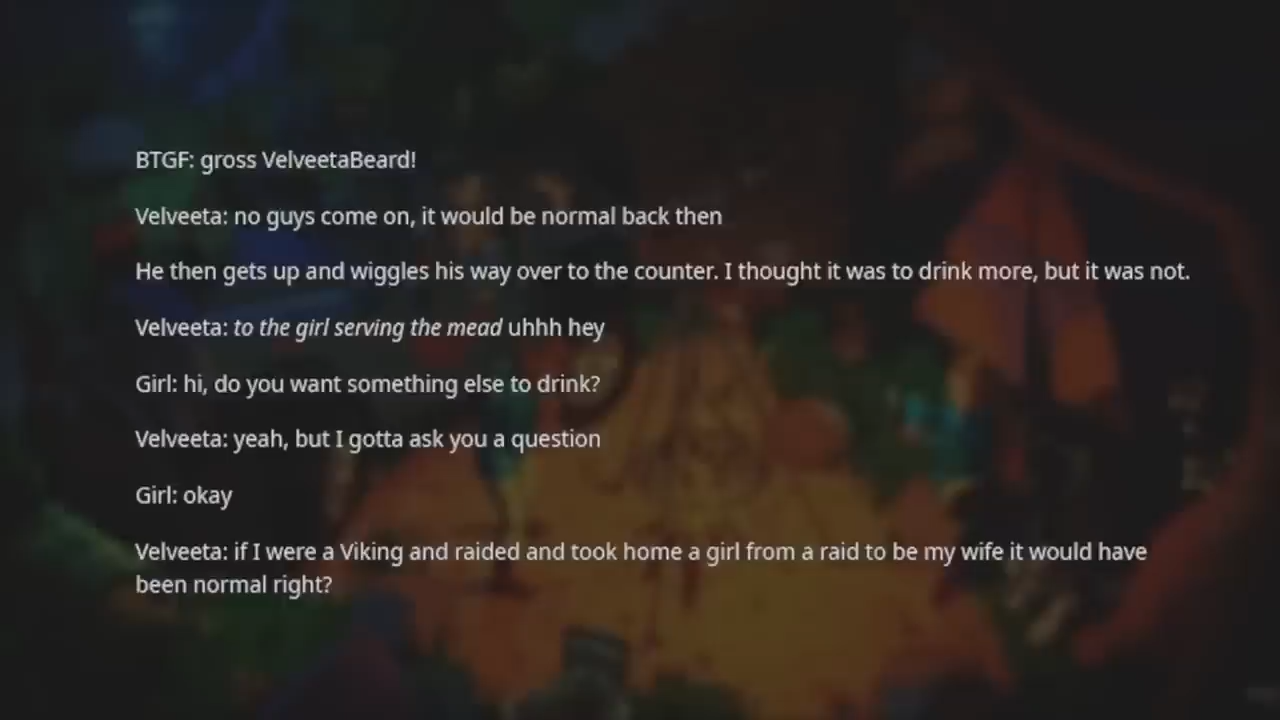 BTGF: gross VelveetaBeard!
Velveeta: no guys come on, it would be normal back then
He then gets up and wiggles his way over to the counter. I thought it was to drink more, but it was not.
Velveeta: to the girl serving the mead uhhh hey
Girl: hi, do you want something else to drink?
Velveeta: yeah, but I gotta ask you a question
Girl: okay
Velveeta: if I were a Viking and raided and took home a girl from a raid to be my wife it would have
been normal right?